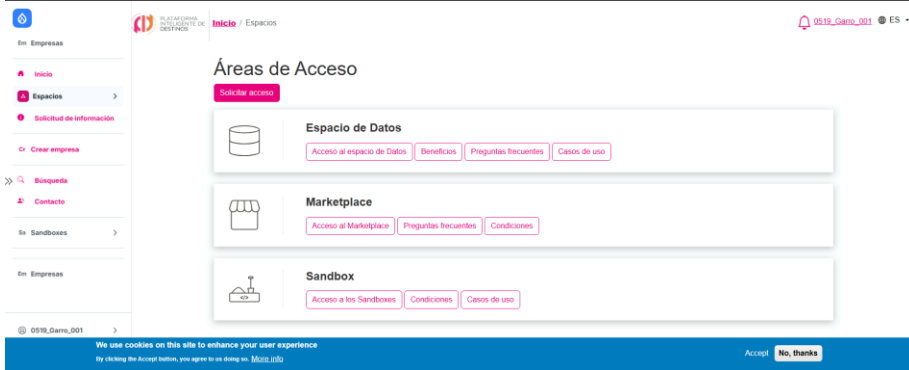 PLATAFORMA
INTELIGENTE DE
DESTINOS
Inicio / Espacios
0519_Garro_001
ES
Em Empresas
Inicio
Espacios
Solicitud de información
Cr Crear empresa
Búsqueda
Contacto
Sa Sandboxes
Em Empresas
0519_Garro_001
Áreas de Acceso
Solicitar acceso
Espacio de Datos
Acceso al espacio de Datos Beneficios Preguntas frecuentes Casos de uso
Marketplace
Acceso al Marketplace Preguntas frecuentes Condiciones
Sandbox
</> 
Acceso a los Sandboxes Condiciones Casos de uso
We use cookies on this site to enhance your user experience
By clicking the Accept button, you agree to us doing so. More info
Accept No, thanks